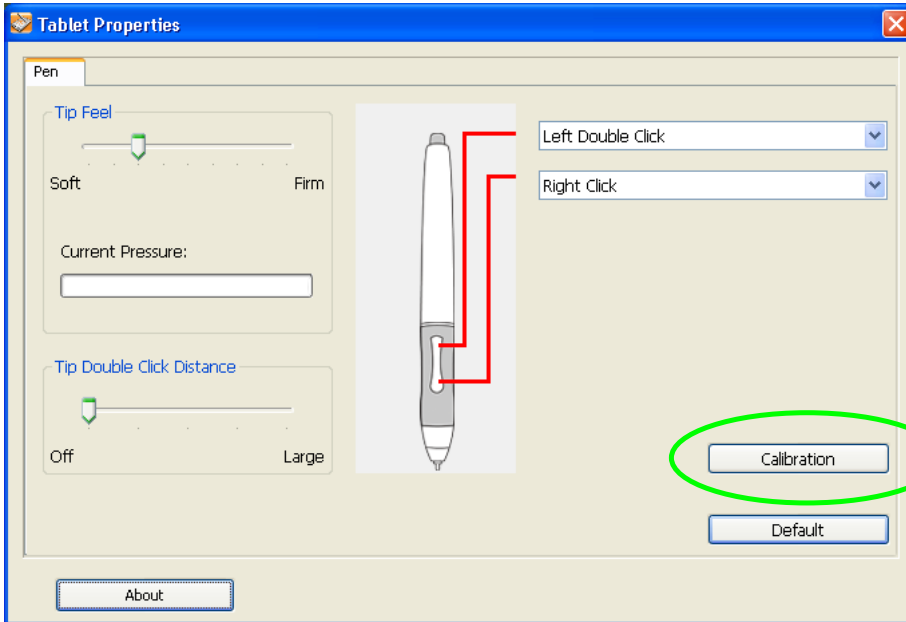 Tablet Properties
Pen
Tip Feel
Soft Firm
Current Pressure:
Tip Double Click Distance
Off Large
Left Double Click
Right Click
Calibration
Default
About